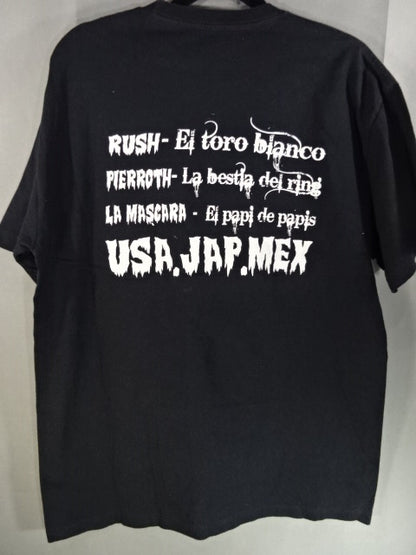 RUSH- El toro blanco
PIERROTH- La bestia del ring
LA MASCARA - El papi de papis
USA.JAP.MEX